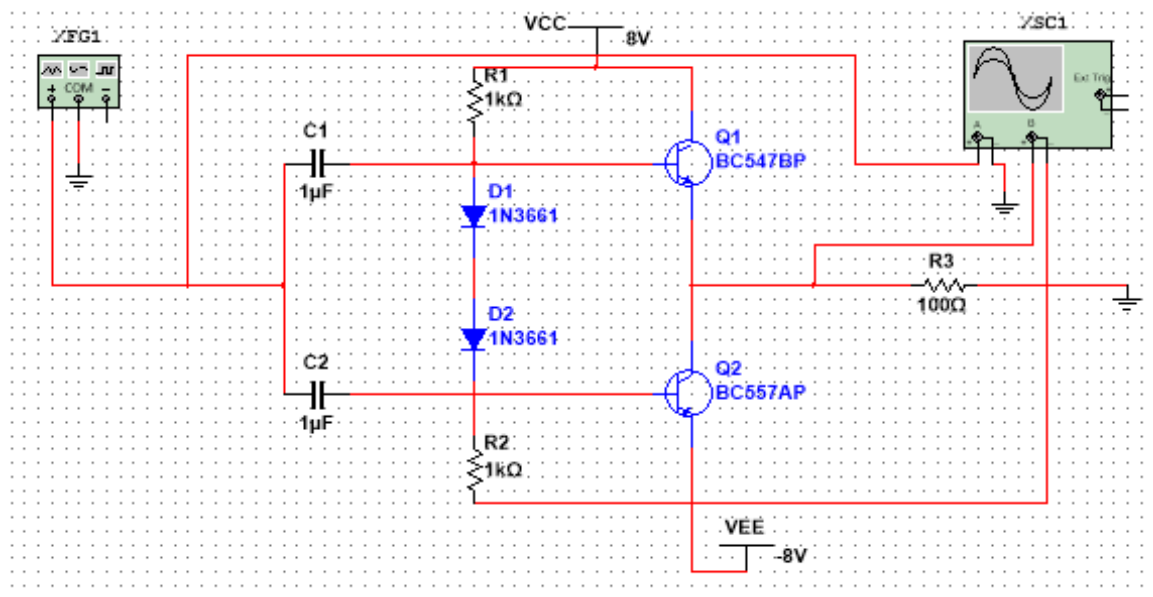 XFG1
COM
VCC
8V
XSC1
Ext Trig
A
B
R1
1kΩ
C1
1µF
Q1
BC547BP
D1
1N3661
R3
100Ω
D2
1N3661
C2
1µF
Q2
BC557AP
R2
1kΩ
VEE
-8V